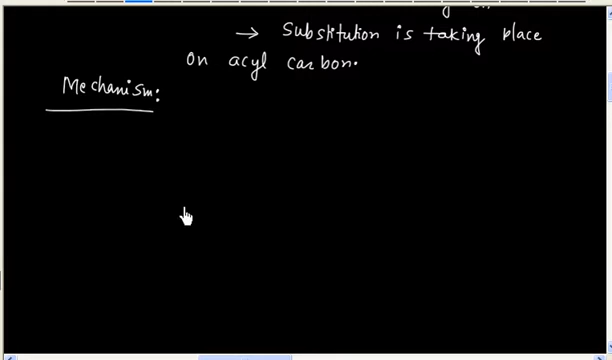 → Substitution is taking place
on acyl carbon.
Mechanism: